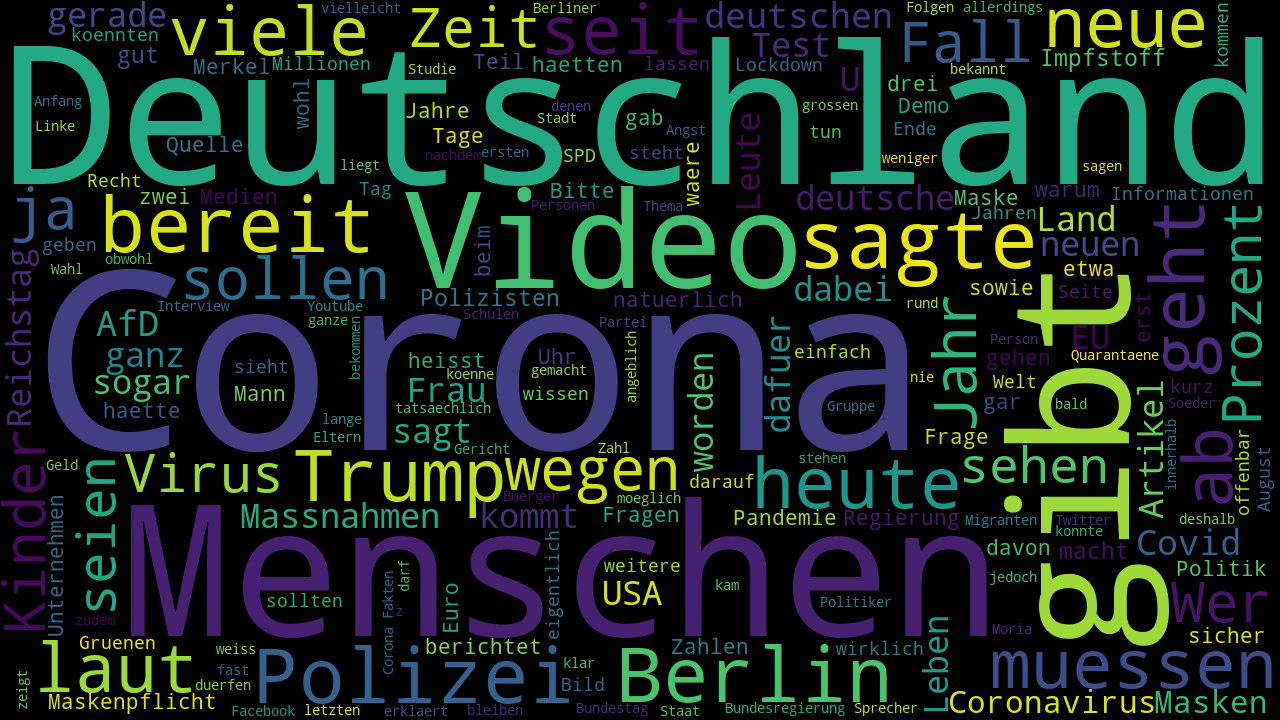 gerade
viele
vielleicht
Zeit
Berliner
seit
deutschen
Folgen
allerdings
neue
kommen
koennten
gut
Merkel
Millionen
Studie
Teil
haetten
lassen
Test
Lockdown
U
Fall
bekannt
Impfstoff
Deutschland
Anfang
Linke
wohl
Quelle
Jahre
Tage
denen
Stadt
gab
Angst
grossen
drei
Demo
tun
Ende
nachdem
ersten
SPD
steht
waere
Leute
weniger
sagen
liegt
Recht
zwei
Medien
Tag
Bitte
Personen
Thema
deutsche
Maske
warum
Informationen
ja
bereit
Video
sagte
Jahren
Land
neuen
geht
Prozent
geben
obwohl
Wahl
sollen
beim
etwa
Reichstag
Interview
Youtube
ganze
Polizisten
natuerlich
dabei
sowie
Seite
erst
rund
gibt
Corona
AfD
ganz
sogar
haette
sieht
Mann
bekommen
Schulen
Partei
heisst
koenne
Frau
tatsaechlich
Uhr
gemacht
wissen
angeblich
einfach
dafuer
Jahr
EU
Person
gehen
Quarantaene
nie
Welt
gar
bald
kurz
Soeder
Artikel
lange
Eltern
sagt
Gericht
Gruppe
worden
Frage
Kinder
Geld
Virus
Trump
wegen
Zahl
darauf
stehen
heute
sehen
ab
innerhalb
offenbar
August
seien
Unternehmen
Massnahmen
Buerger
kommt
moeglich
Fragen
Pandemie
Regierung
Migranten
Twitter
konnte
deshalb
Menschen
davon
macht
Covid
jedoch
Politik
weitere
USA
kam
eigentlich
darf
Euro
Corona Fakten
z
sollten
Politiker
Wer
zudem
Gruenen
Moria
sicher
laut
weiss
fast
duerfen
Polizei
berichtet
klar
Bild
Zahlen
Berlin
wirklich
Leben
muessen
zeigt
Maskenpflicht
Facebook
letzten
erklaert
bleiben
Bundestag
Staat
Bundesregierung
Sprecher
Coronavirus
Masken